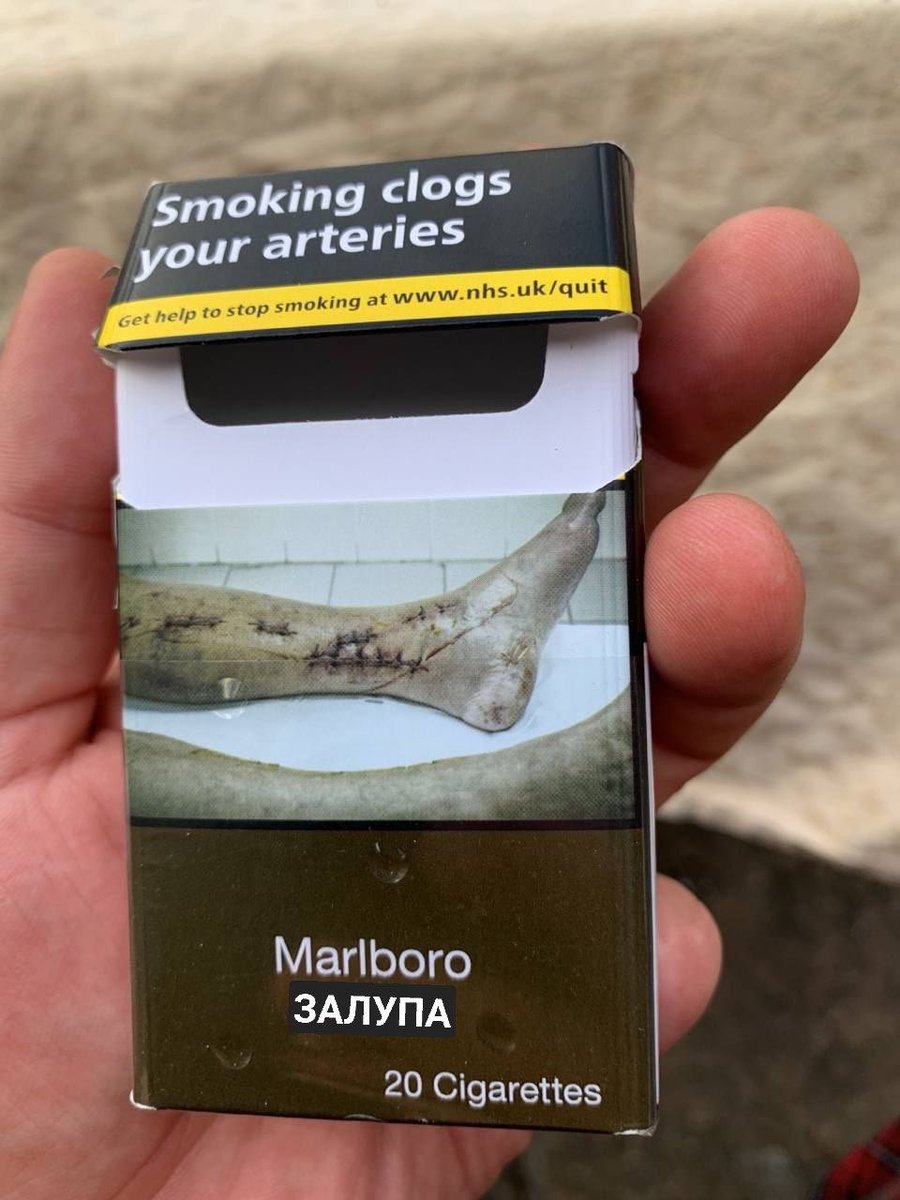 Smoking clogs
your arteries
Get help to stop smoking at www.nhs.uk/quit
Marlboro
ЗАЛУПА
20 Cigarettes